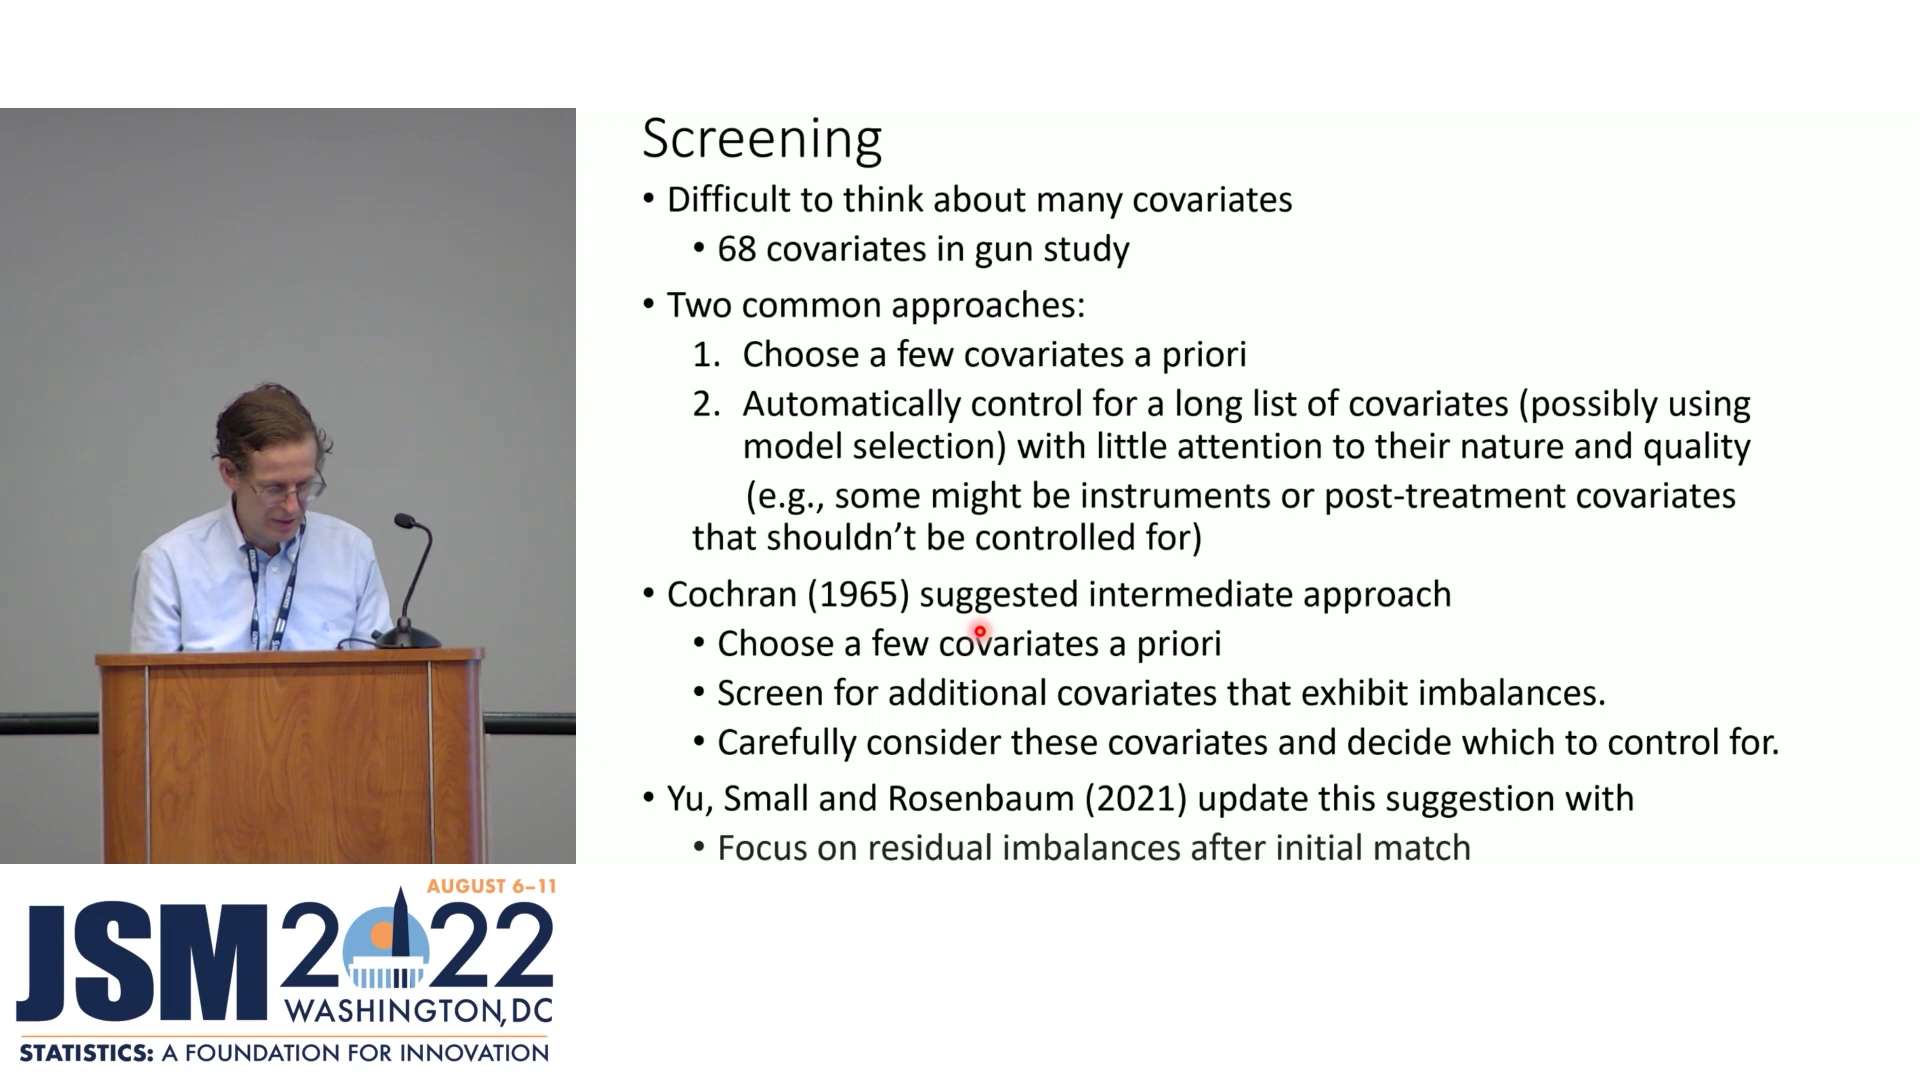 Screening
• Difficult to think about many covariates
• 68 covariates in gun study
• Two common approaches:
1. Choose a few covariates a priori
2. Automatically control for a long list of covariates (possibly using
model selection) with little attention to their nature and quality
(e.g., some might be instruments or post-treatment covariates
that shouldn’t be controlled for)
• Cochran (1965) suggested intermediate approach
• Choose a few covariates a priori
• Screen for additional covariates that exhibit imbalances.
• Carefully consider these covariates and decide which to control for.
• Yu, Small and Rosenbaum (2021) update this suggestion with
• Focus on residual imbalances after initial match
AUGUST 6–11
JSM 2022
WASHINGTON, DC
STATISTICS: A FOUNDATION FOR INNOVATION